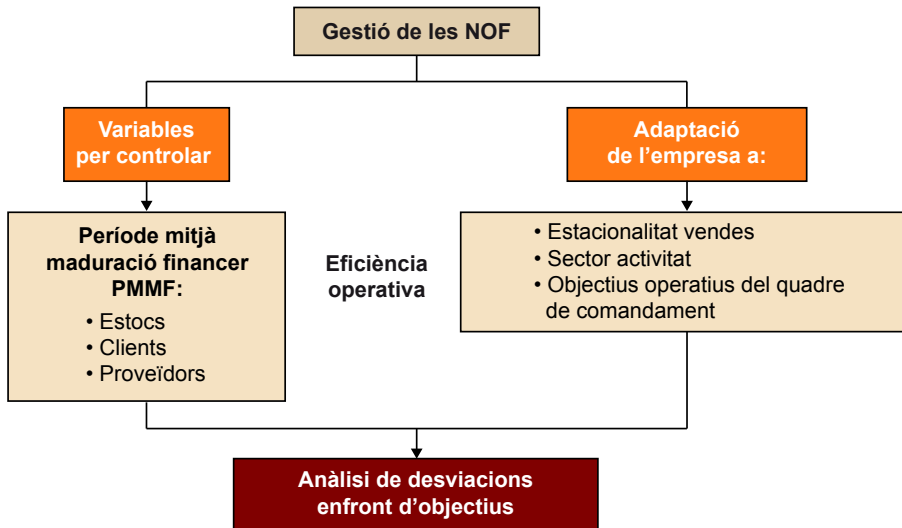 Gestió de les NOF
Variables
per controlar
Adaptació
de l'empresa a:
Període mitjà
maduració financer
PMMF:
• Estocs
• Clients
• Proveïdors
Eficiència
operativa
• Estacionalitat vendes
• Sector activitat
• Objectius operatius del quadre
de comandament
Anàlisi de desviacions
enfront d'objectius